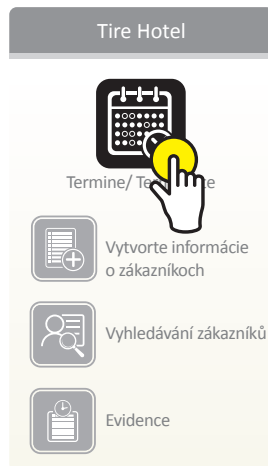 Tire Hotel
Termine/
Vytvorte informácie
o zákazníkoch
Vyhledávání zákazníků
Evidence